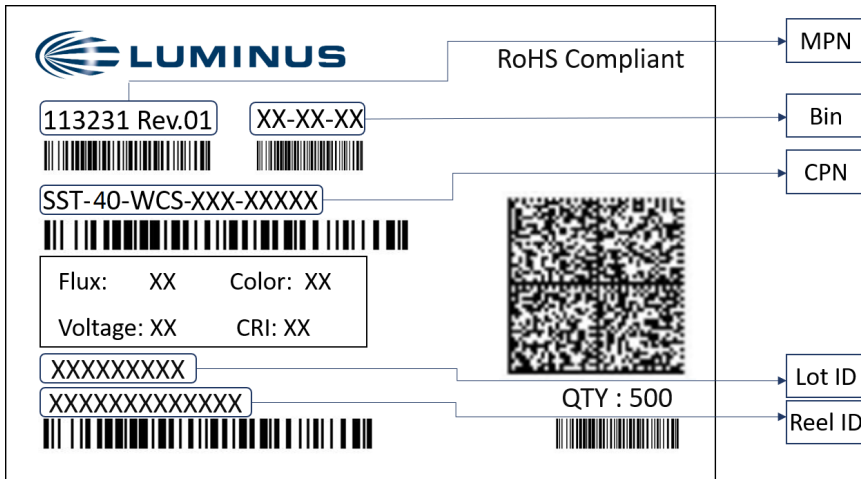 LUMINUS
RoHS Compliant
MPN
113231 Rev.01
XX-XX-XX
Bin
SST-40-WCS-XXX-XXXXX
CPN
Flux: XX Color: XX
Voltage: XX CRI: XX
XXXXXXXXX
Lot ID
XXXXXXXXXXXXX
QTY : 500
Reel ID